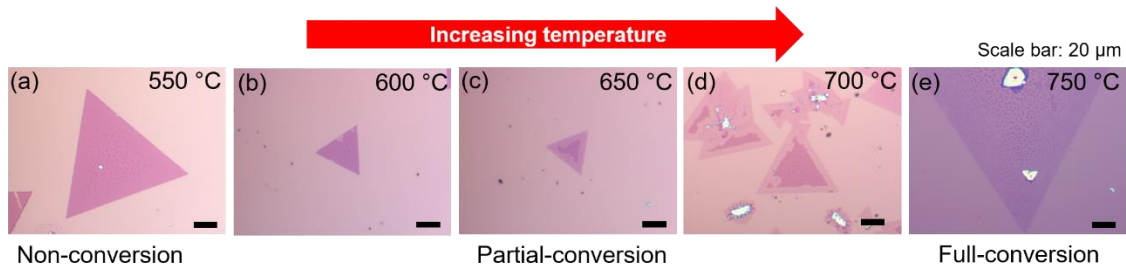 Increasing temperature
Scale bar: 20 μm
(a) 550 °C
(b) 600 °C
(c) 650 °C
(d) 700 °C
(e) 750 °C
Non-conversion
Partial-conversion
Full-conversion